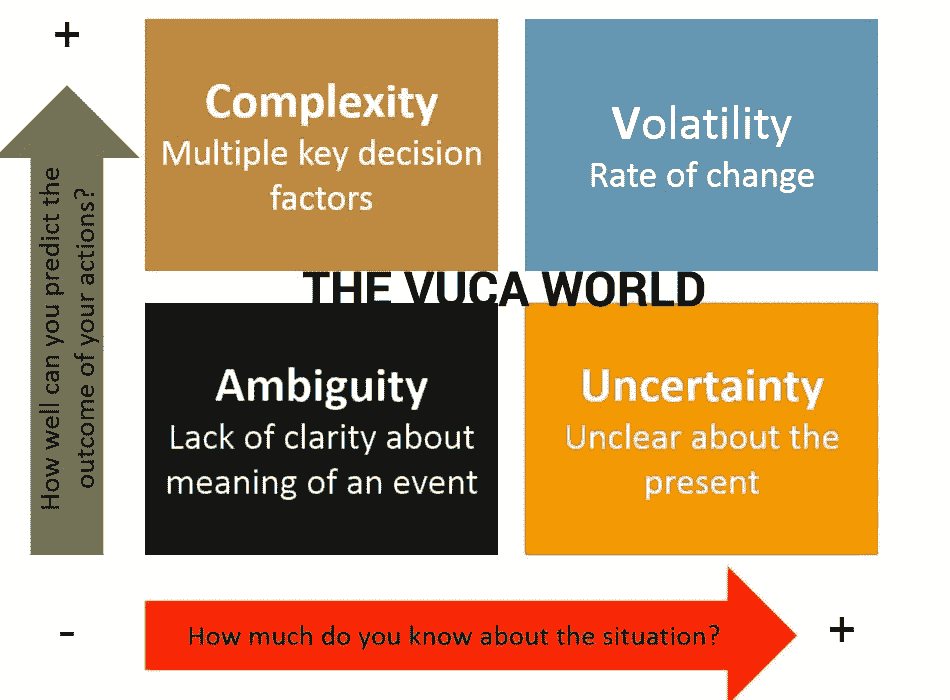 +
Complexity
Multiple key decision
factors
Volatility
Rate of change
How well can you predict the
outcome of your actions?
THE VUCA WORLD
Ambiguity
Lack of clarity about
meaning of an event
Uncertainty
Unclear about the
present
-
How much do you know about the situation?
+